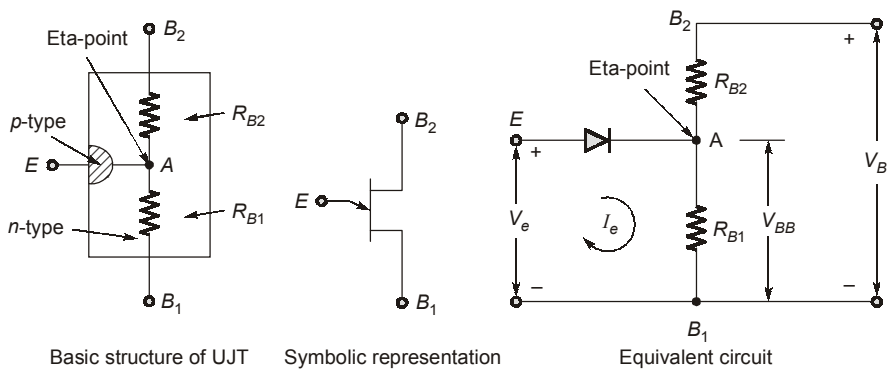 B2
Eta-point
RB2
p-type
E
A
RB1
n-type
B1
Basic structure of UJT
B2
E
B1
Symbolic representation
B2
+
Eta-point
RB2
E
+
A
VB
Ve
Ie
RB1
VBB
–
–
B1
Equivalent circuit